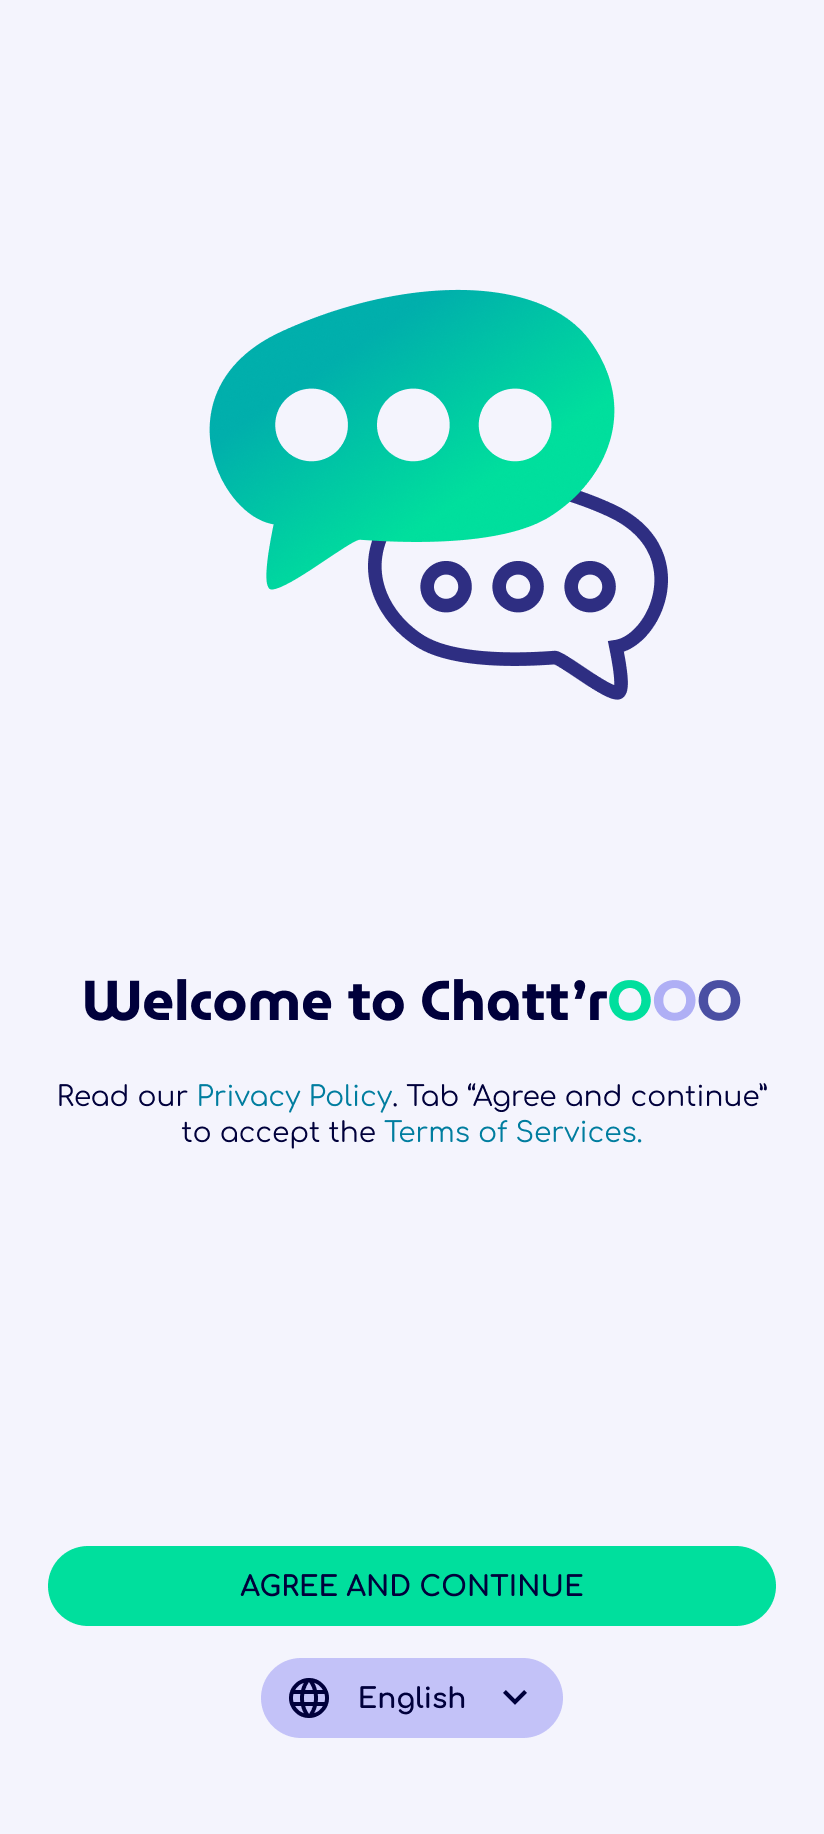 Welcome to Chatt’rOOO
Read our Privacy Policy. Tab “Agree and continue”
to accept the Terms of Services.
AGREE AND CONTINUE
English